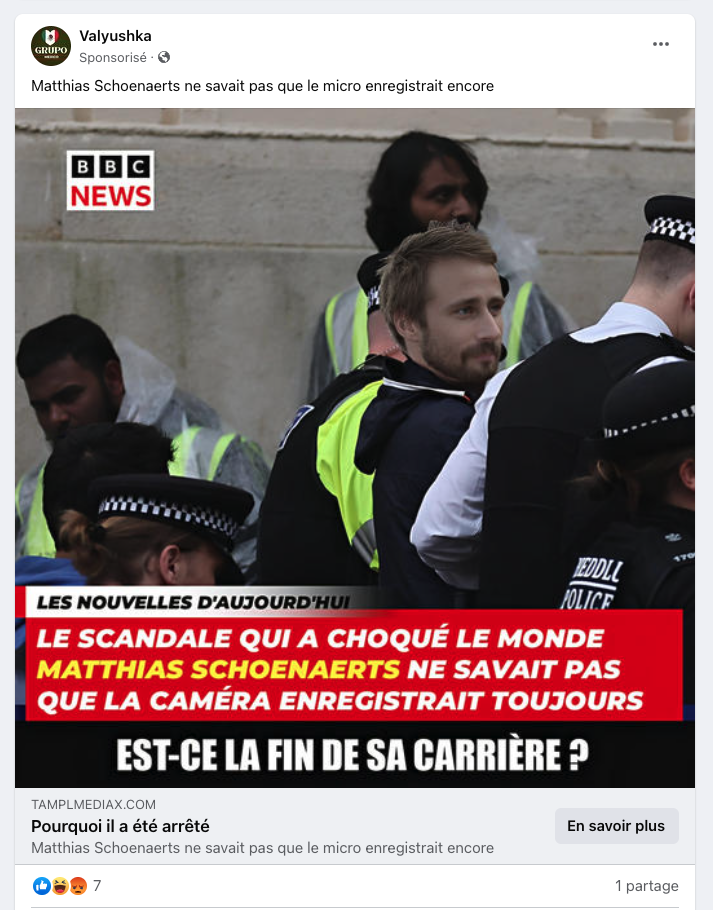 GRUPO
Valyushka
Sponsorisé ·
Matthias Schoenaerts ne savait pas que le micro enregistrait encore
BBC
NEWS
HEDDLU
POLICE
LES NOUVELLES D'AUJOURD'HUI
LE SCANDALE QUI A CHOQUÉ LE MONDE
MATTHIAS SCHOENAERTS NE SAVAIT PAS
QUE LA CAMÉRA ENREGISTRAIT TOUJOURS
EST-CE LA FIN DE SA CARRIÈRE ?
TAMPLMEDIAX.COM
Pourquoi il a été arrêté
Matthias Schoenaerts ne savait pas que le micro enregistrait encore
En savoir plus
7
1 partage